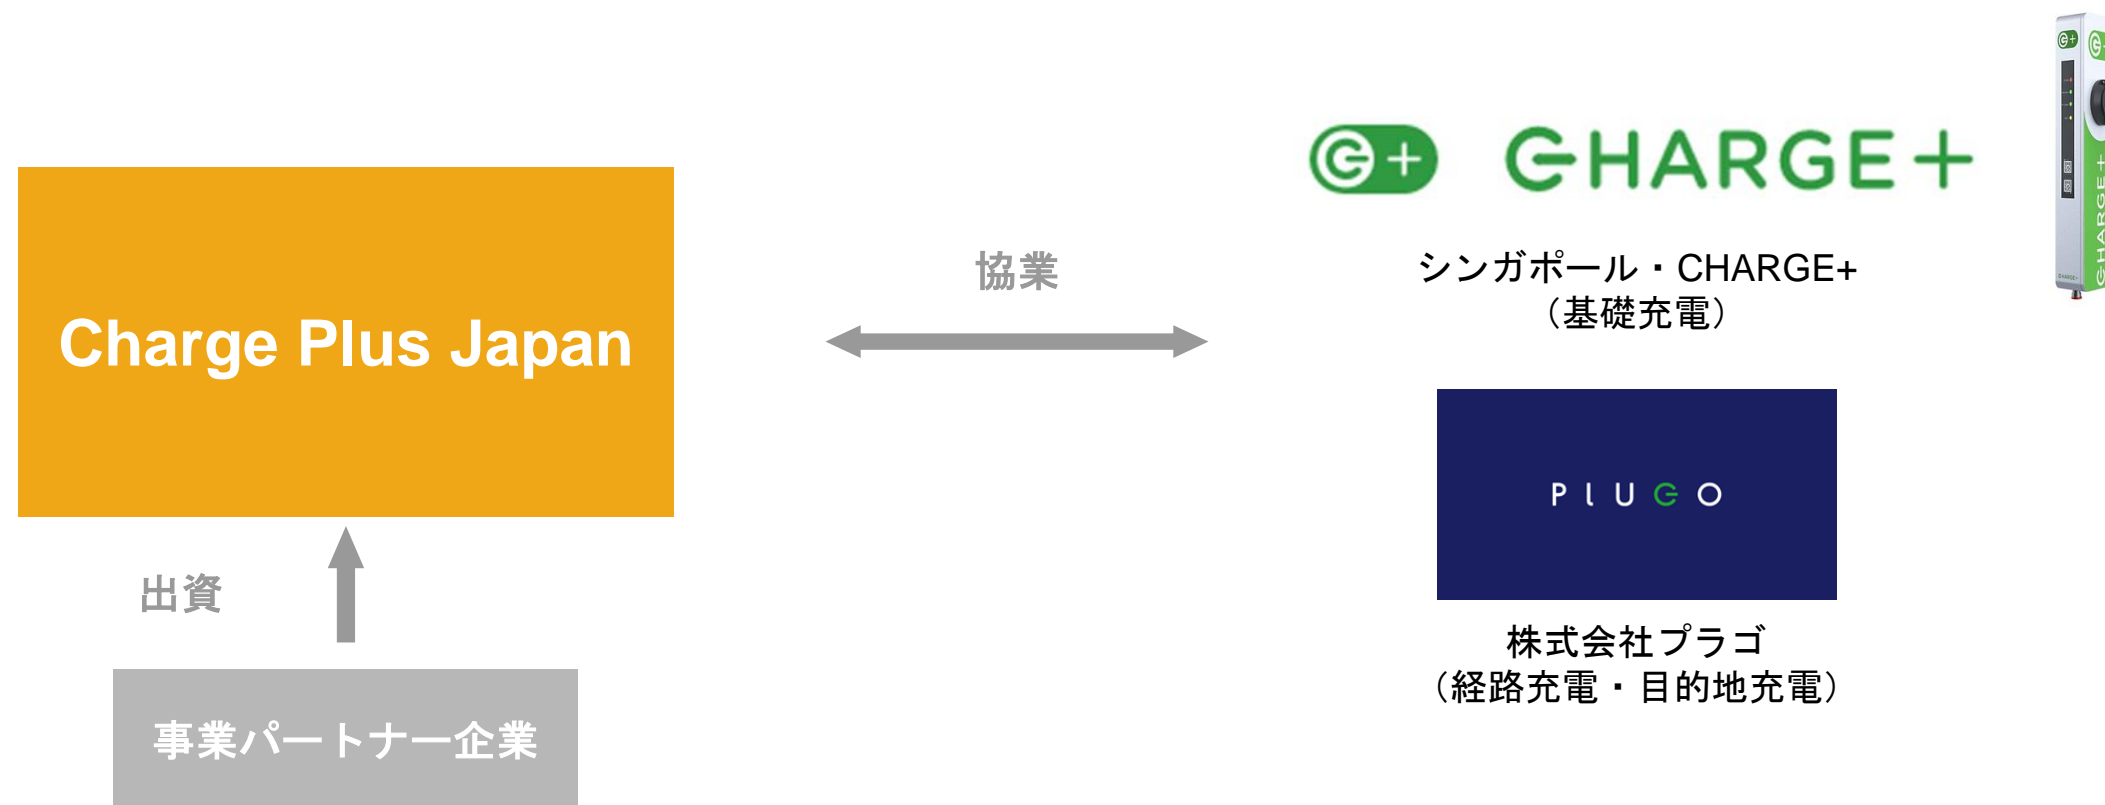 Charge Plus Japan
出資
事業パートナー企業
協業
G+ CHARGE+
シンガポール・CHARGE+
（基礎充電）
PlUGO
株式会社プラゴ
（経路充電・目的地充電）
G+
CHARGE+